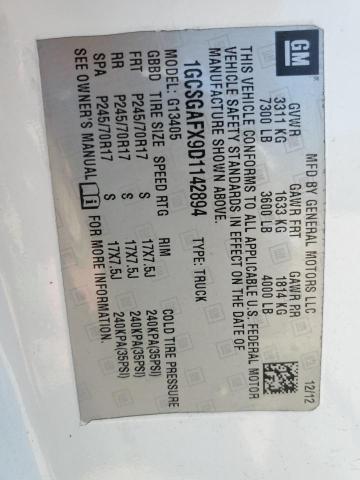 GM
MFD BY GENERAL MOTORS LLC
12/12
GVWR GAWR FRT GAWR RR
3311 KG 1633 KG 1814 KG
7300 LB 3600 LB 4000 LB
THIS VEHICLE CONFORMS TO ALL APPLICABLE U.S. FEDERAL MOTOR
VEHICLE SAFETY STANDARDS IN EFFECT ON THE DATE OF
MANUFACTURE SHOWN ABOVE.
1GCSGAFX9D1142894 TYPE: TRUCK
MODEL: G13405
GBBD TIRE SIZE SPEED RTG RIM COLD TIRE PRESSURE
FRT P245/70R17 S 17X7.5J 240KPA(35PSI)
RR P245/70R17 S 17X7.5J 240KPA(35PSI)
SPA P245/70R17 S 17X7.5J 240KPA(35PSI)
SEE OWNER'S MANUAL FOR MORE INFORMATION.